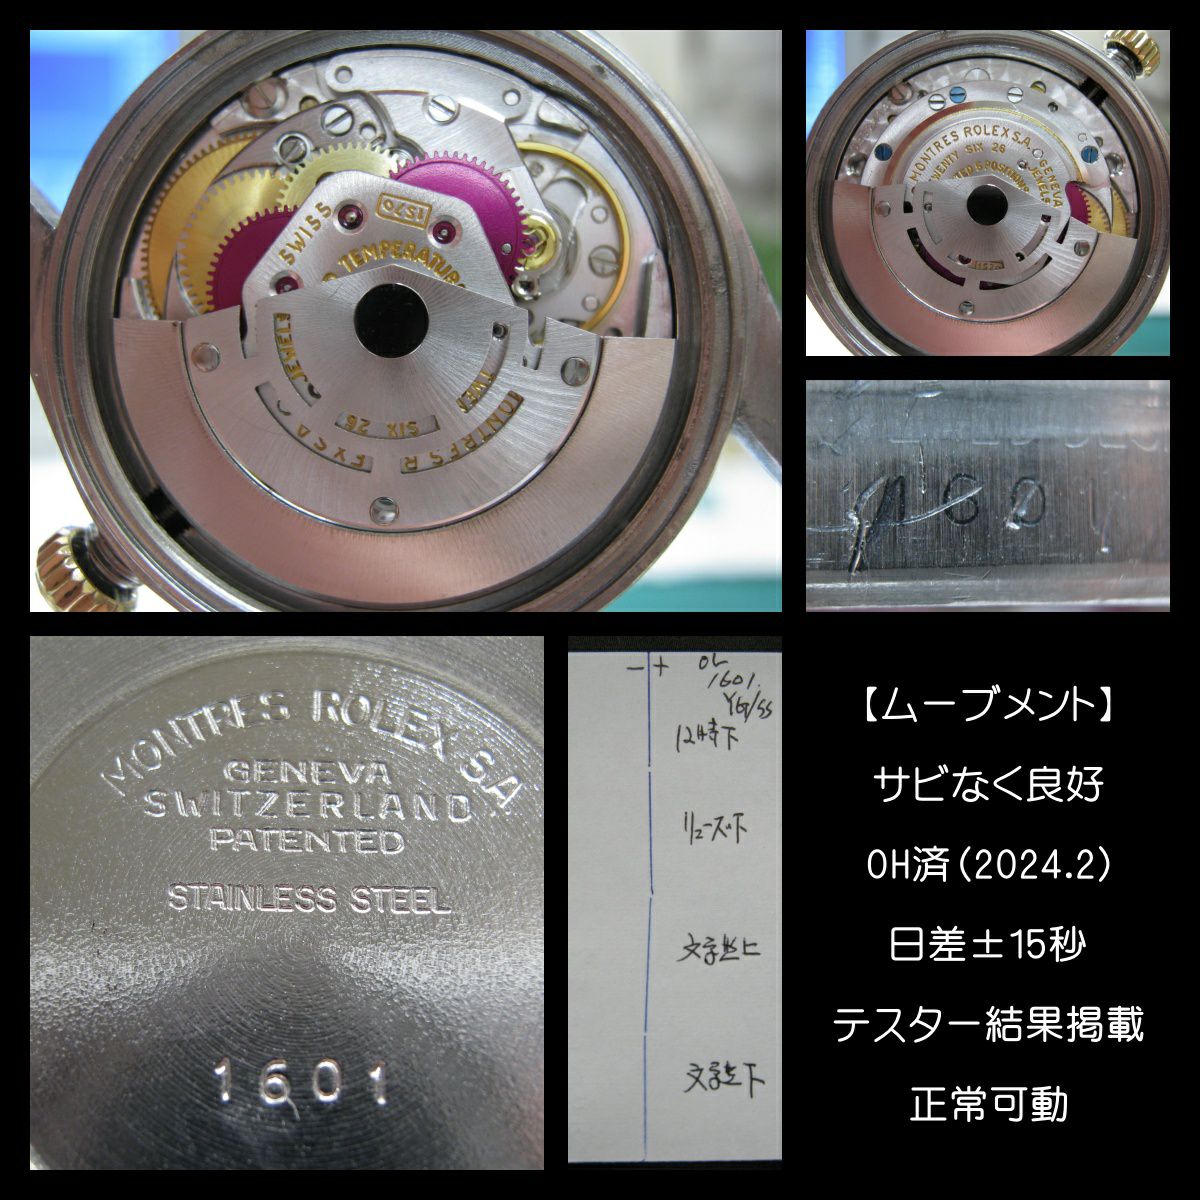 1570
SWISS
TEMPERATURE
JEWELS
SIX 26
MONTRES ROLEX S.A. GENEVA
TWENTY SIX 26
JEWELS
1601
MONTRES ROLEX S.A
GENEVA
SWITZERLAND
PATENTED
STAINLESS STEEL
1601
- +
1601
YG/SS
12時下
リューズ下
文字盤上
文字盤下
【ムーブメント】
サビなく良好
OH済(2024.2)
日差±15秒
テスター結果掲載
正常可動